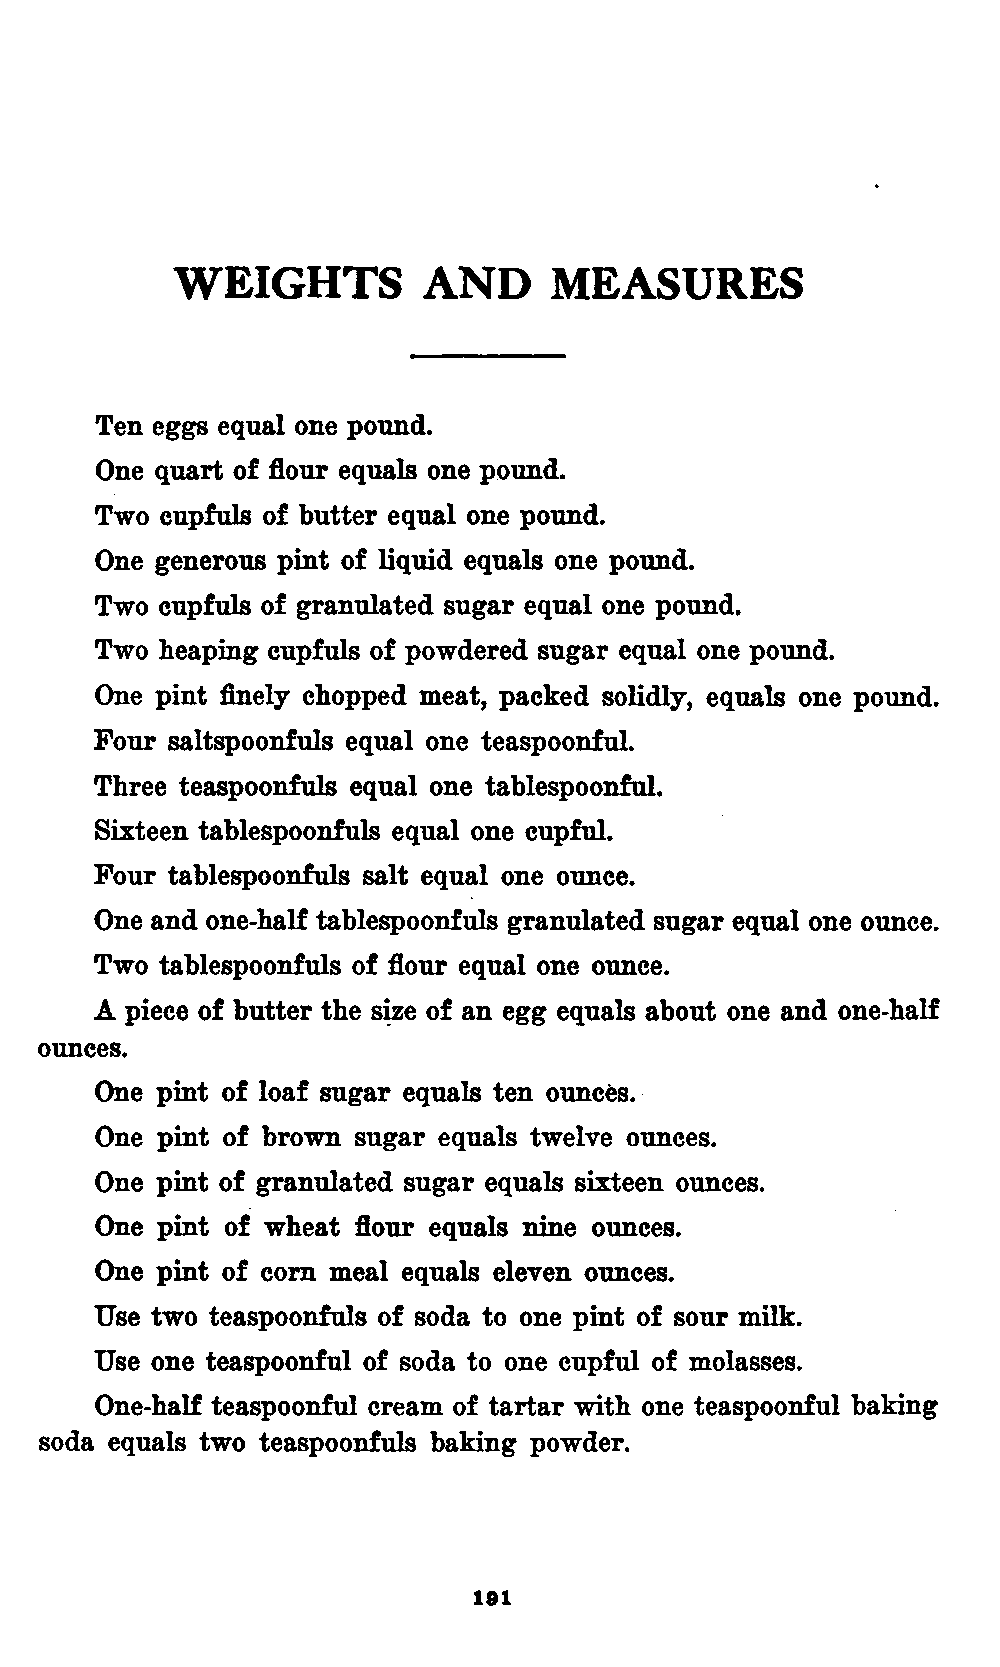 WEIGHTS AND MEASURES
Ten eggs equal one pound.
One quart of flour equals one pound.
Two cupfuls of butter equal one pound.
One generous pint of liquid equals one pound.
Two cupfuls of granulated sugar equal one pound.
Two heaping cupfuls of powdered sugar equal one pound.
One pint finely chopped meat, packed solidly, equals one pound.
Four saltspoonfuls equal one teaspoonful.
Three teaspoonfuls equal one tablespoonful.
Sixteen tablespoonfuls equal one cupful.
Four tablespoonfuls salt equal one ounce.
One and one-half tablespoonfuls granulated sugar equal one ounce.
Two tablespoonfuls of flour equal one ounce.
A piece of butter the size of an egg equals about one and one-half
ounces.
One pint of loaf sugar equals ten ounces.
One pint of brown sugar equals twelve ounces.
One pint of granulated sugar equals sixteen ounces.
One pint of wheat flour equals nine ounces.
One pint of corn meal equals eleven ounces.
Use two teaspoonfuls of soda to one pint of sour milk.
Use one teaspoonful of soda to one cupful of molasses.
One-half teaspoonful cream of tartar with one teaspoonful baking
soda equals two teaspoonfuls baking powder.
191